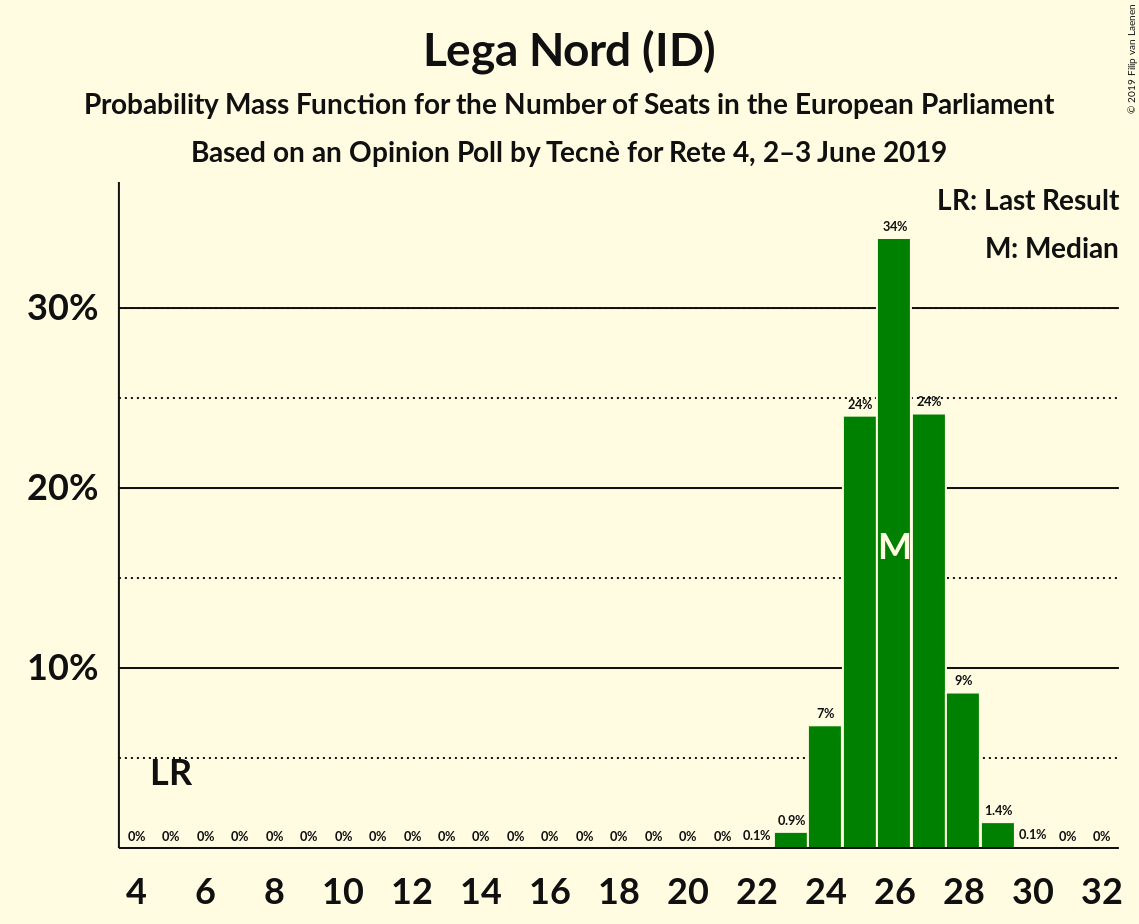 Lega Nord (ID)
Probability Mass Function for the Number of Seats in the European Parliament
Based on an Opinion Poll by Tecnè for Rete 4, 2–3 June 2019
© 2019 Filip van Laenen
LR: Last Result
M: Median
34%
30%
24% 24%
20%
M
10%
9%
7%
LR
1.4%
0.9%
0% 0% 0% 0% 0% 0% 0% 0% 0% 0% 0% 0% 0% 0% 0% 0% 0% 0% 0.1% 0.1% 0% 0%
4 6 8 10 12 14 16 18 20 22 24 26 28 30 32